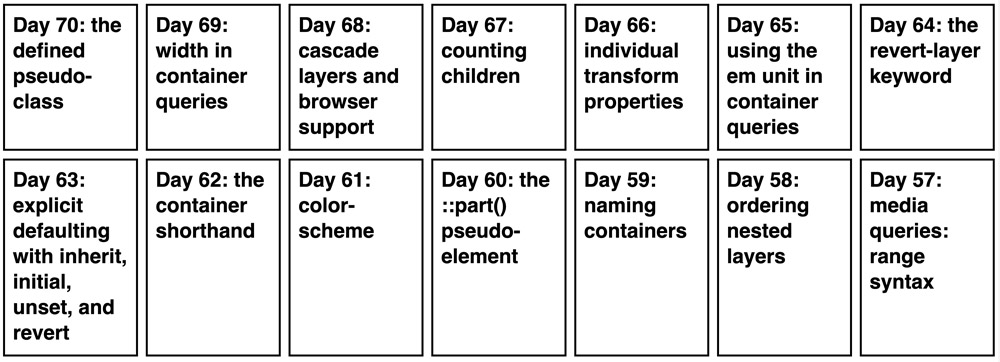 Day 70: the
defined
pseudo-
class
Day 69:
width in
container
queries
Day 68:
cascade
layers and
browser
support
Day 67:
counting
children
Day 66:
individual
transform
properties
Day 65:
using the
em unit in
container
queries
Day 64: the
revert-layer
keyword
Day 63:
explicit
defaulting
with inherit,
initial,
unset, and
revert
Day 62: the
container
shorthand
Day 61:
color-
scheme
Day 60: the
::part()
pseudo-
element
Day 59:
naming
containers
Day 58:
ordering
nested
layers
Day 57:
media
queries:
range
syntax